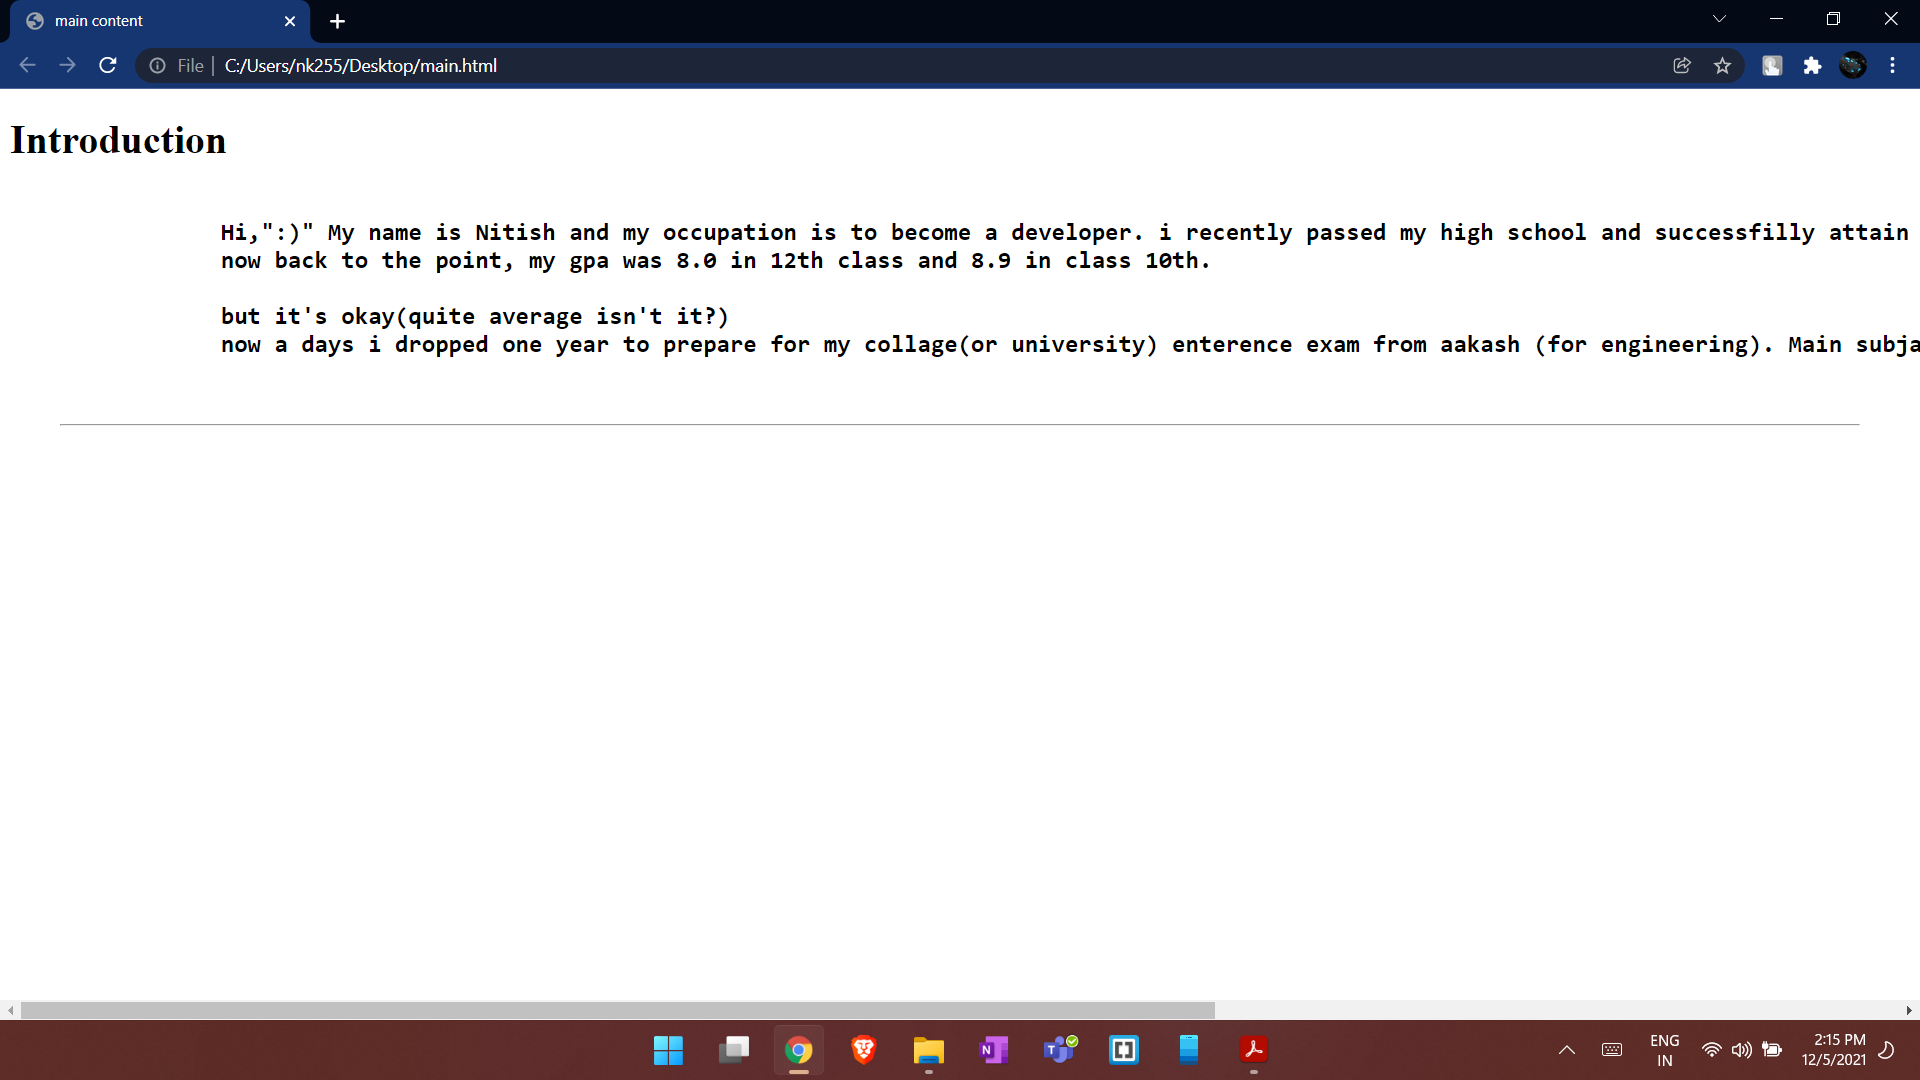 main content
File
C:/Users/nk255/Desktop/main.html
Introduction
Hi,":)" My name is Nitish and my occupation is to become a developer. i recently passed my high school and successfilly attain
now back to the point, my gpa was 8.0 in 12th class and 8.9 in class 10th.
but it's okay(quite average isn't it?)
now a days i dropped one year to prepare for my collage(or university) enterence exam from aakash (for engineering). Main subja
ENG
IN
2:15 PM
12/5/2021